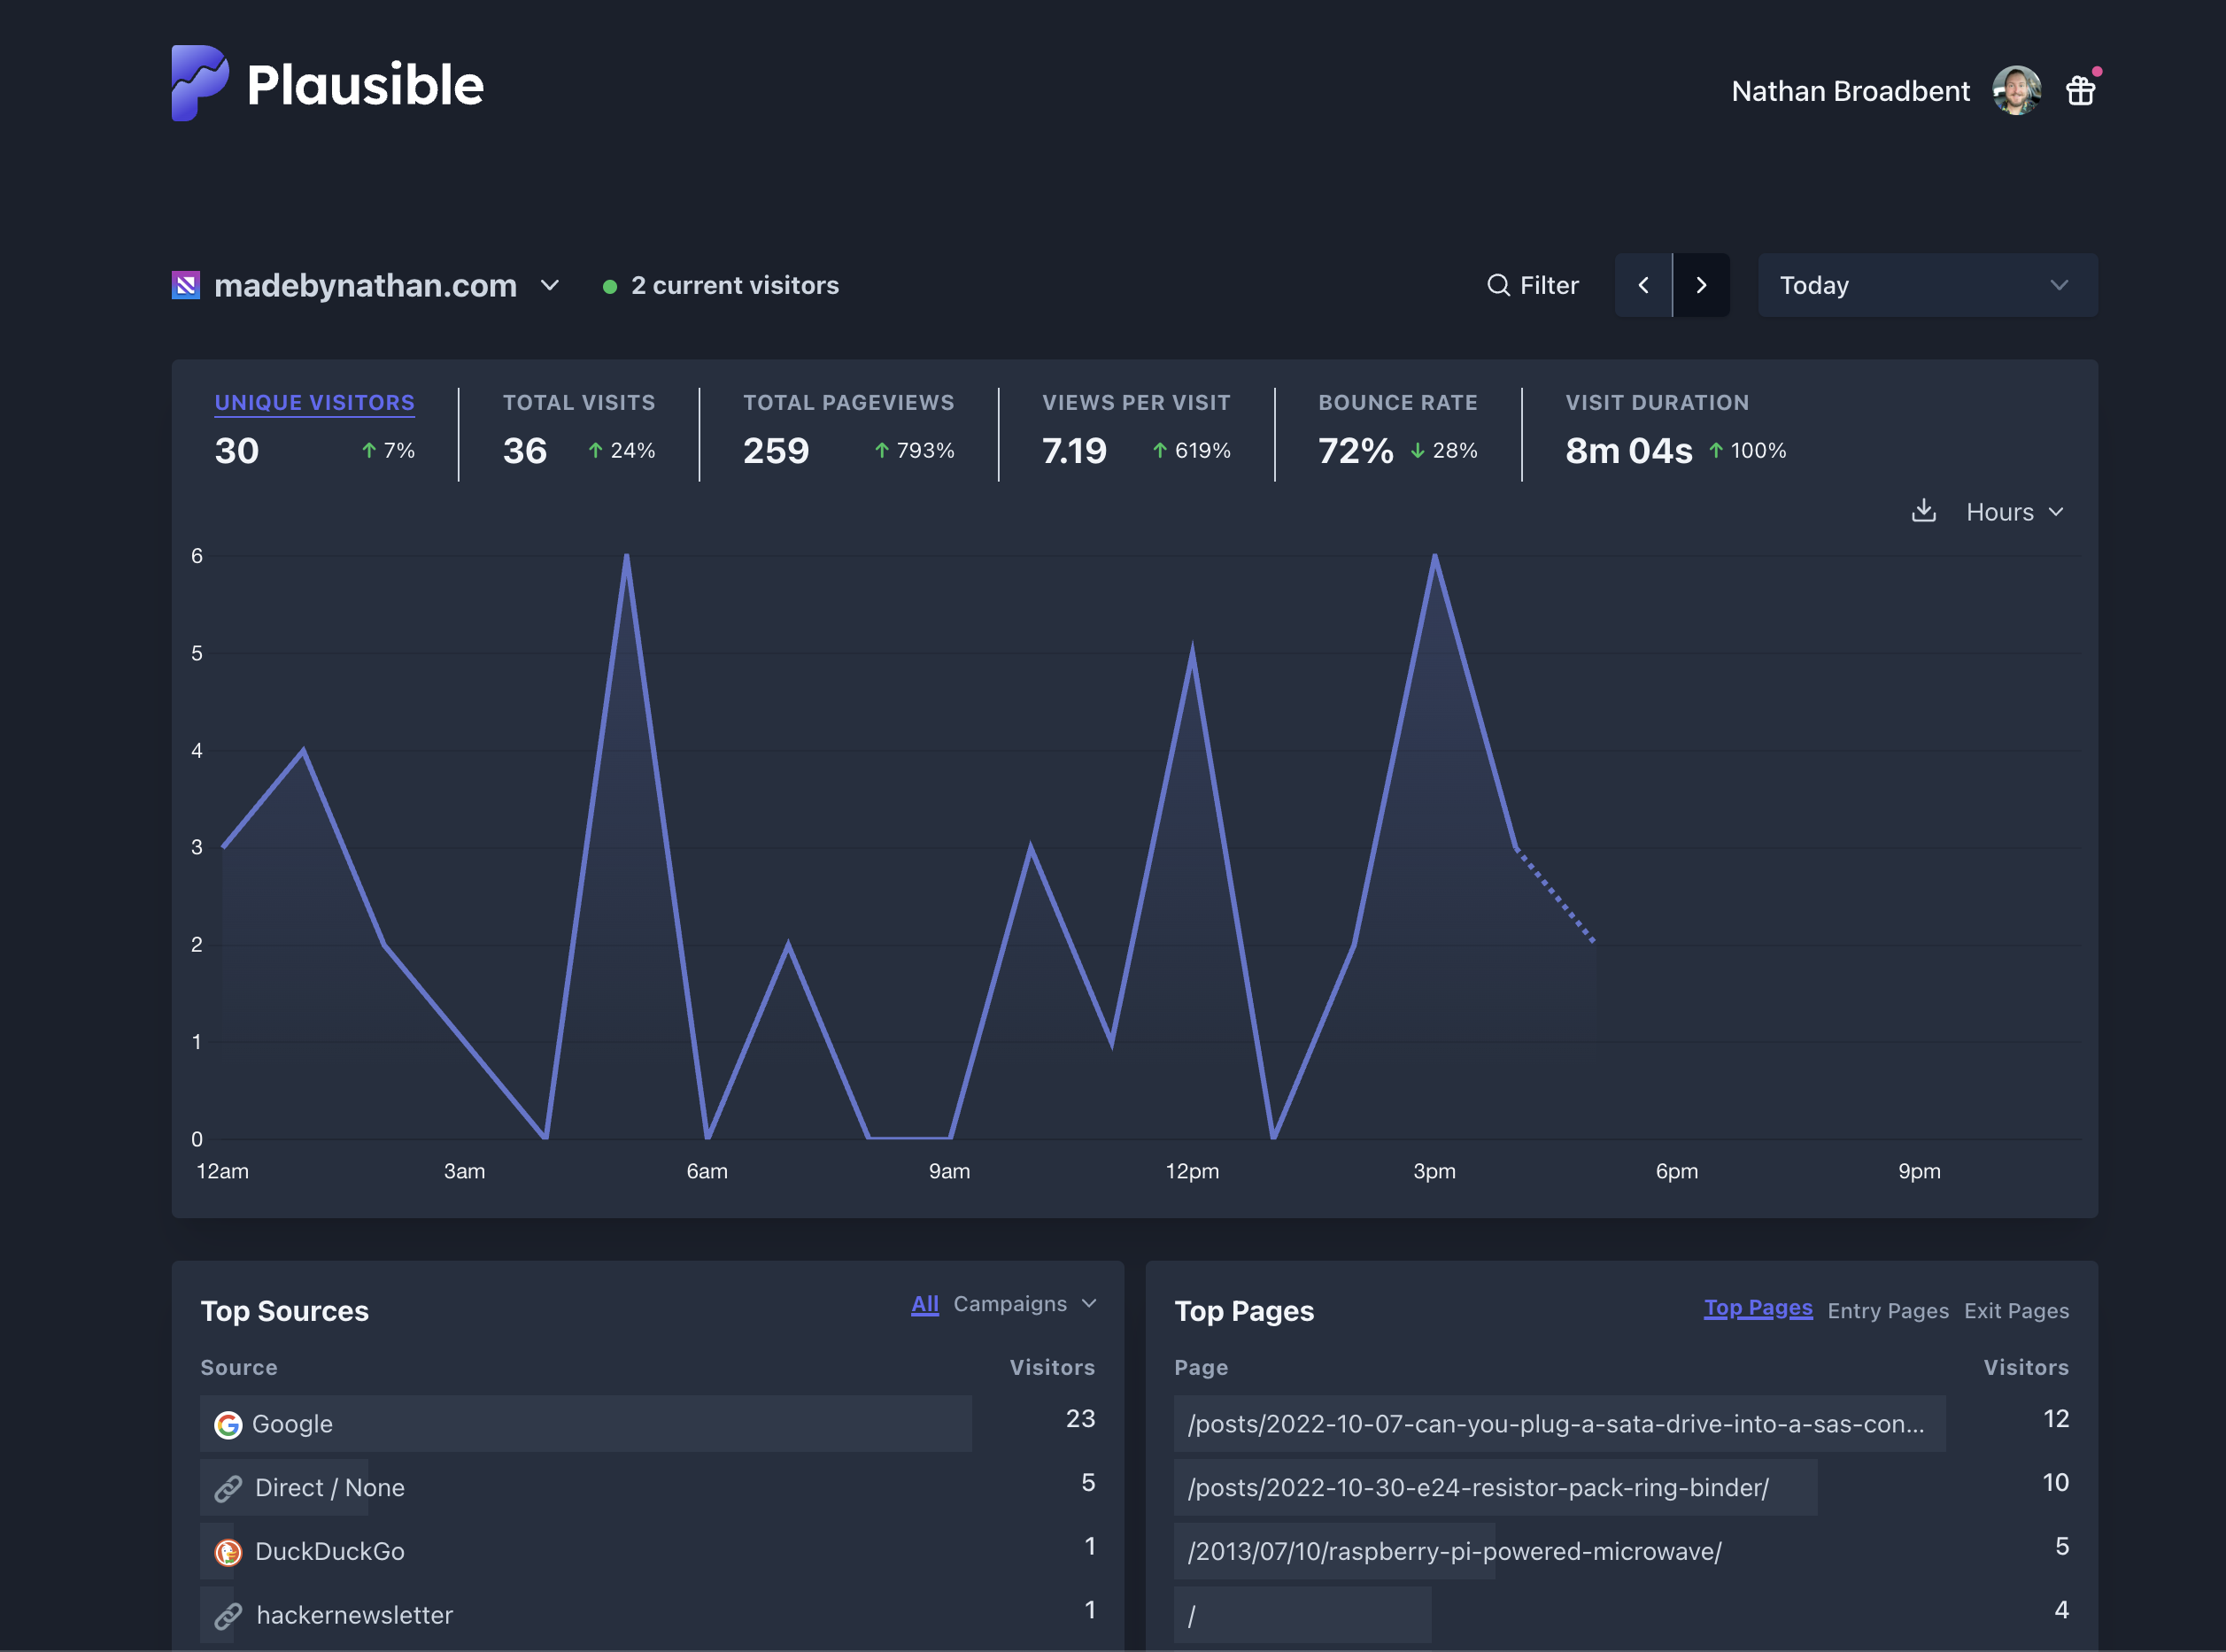 Plausible
Nathan Broadbent
madebynathan.com
2 current visitors
Filter
Today
UNIQUE VISITORS
30
7%
TOTAL VISITS
36
24%
TOTAL PAGEVIEWS
259
793%
VIEWS PER VISIT
7.19
619%
BOUNCE RATE
72%
28%
VISIT DURATION
8m 04s
100%
Hours
6
5
4
3
2
1
0
12am 3am 6am 9am 12pm 3pm 6pm 9pm
Top Sources
All Campaigns
Source Visitors
Google 23
Direct / None 5
DuckDuckGo 1
hackernewsletter 1
Top Pages
Top Pages Entry Pages Exit Pages
Page Visitors
/posts/2022-10-07-can-you-plug-a-sata-drive-into-a-sas-con... 12
/posts/2022-10-30-e24-resistor-pack-ring-binder/ 10
/2013/07/10/raspberry-pi-powered-microwave/ 5
/ 4